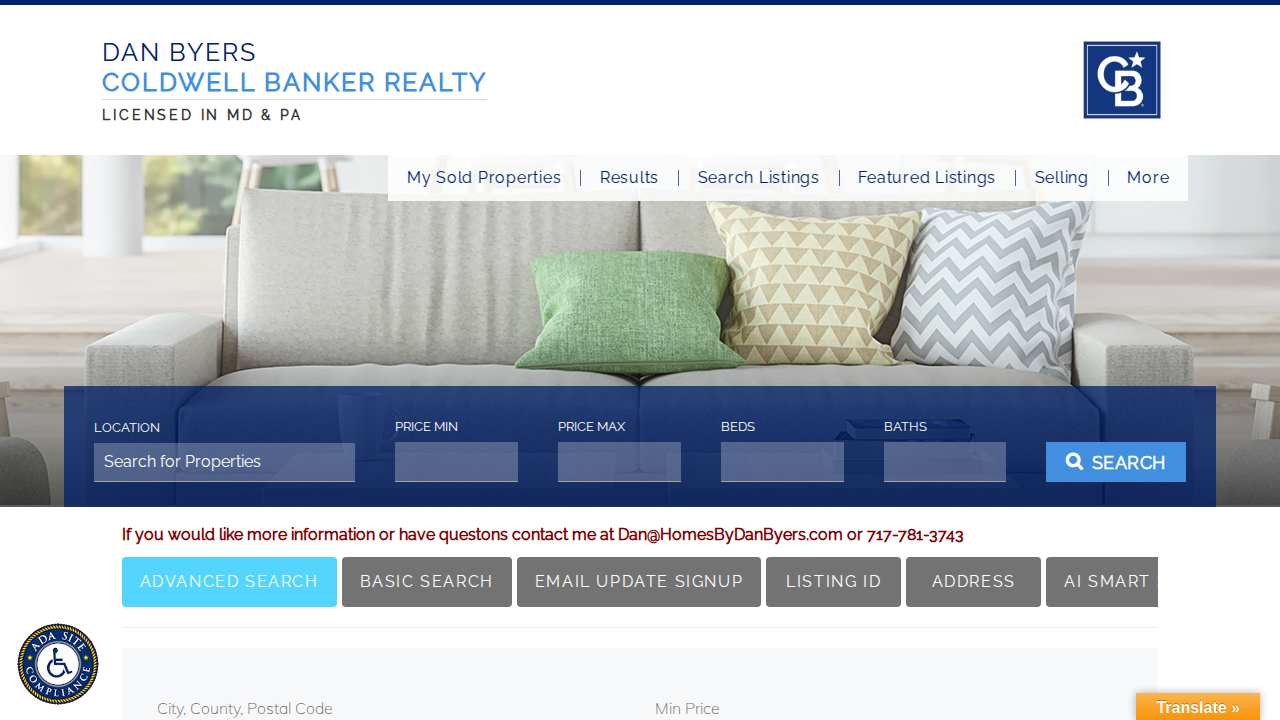 DAN BYERS
COLDWELL BANKER REALTY
LICENSED IN MD & PA
CB
My Sold Properties | Results | Search Listings | Featured Listings | Selling | More
LOCATION PRICE MIN PRICE MAX BEDS BATHS
Search for Properties SEARCH
If you would like more information or have questons contact me at Dan@HomesByDanByers.com or 717-781-3743
ADVANCED SEARCH BASIC SEARCH EMAIL UPDATE SIGNUP LISTING ID ADDRESS AI SMART
ADA SITE COMPLIANCE
City, County, Postal Code Min Price
Translate »